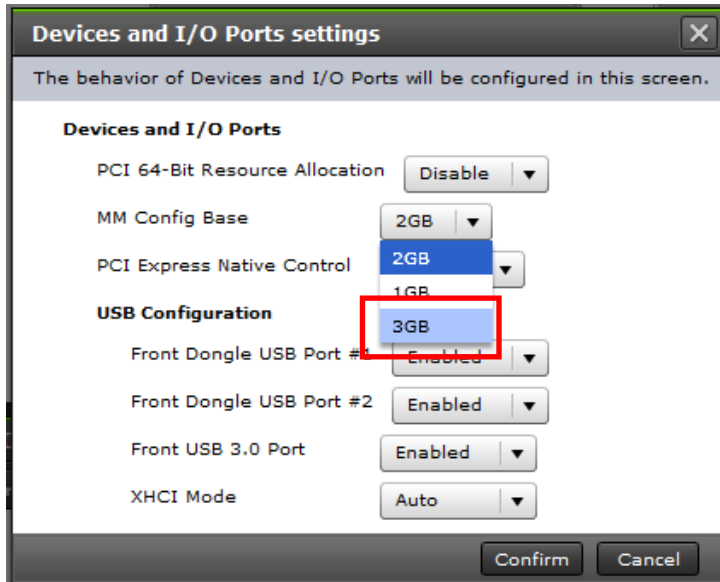 Devices and I/O Ports settings
The behavior of Devices and I/O Ports will be configured in this screen.
Devices and I/O Ports
PCI 64-Bit Resource Allocation Disable
MM Config Base 2GB
2GB
PCI Express Native Control
1GB
USB Configuration
3GB
Front Dongle USB Port #1 Enabled
Front Dongle USB Port #2 Enabled
Front USB 3.0 Port Enabled
XHCI Mode Auto
Confirm Cancel